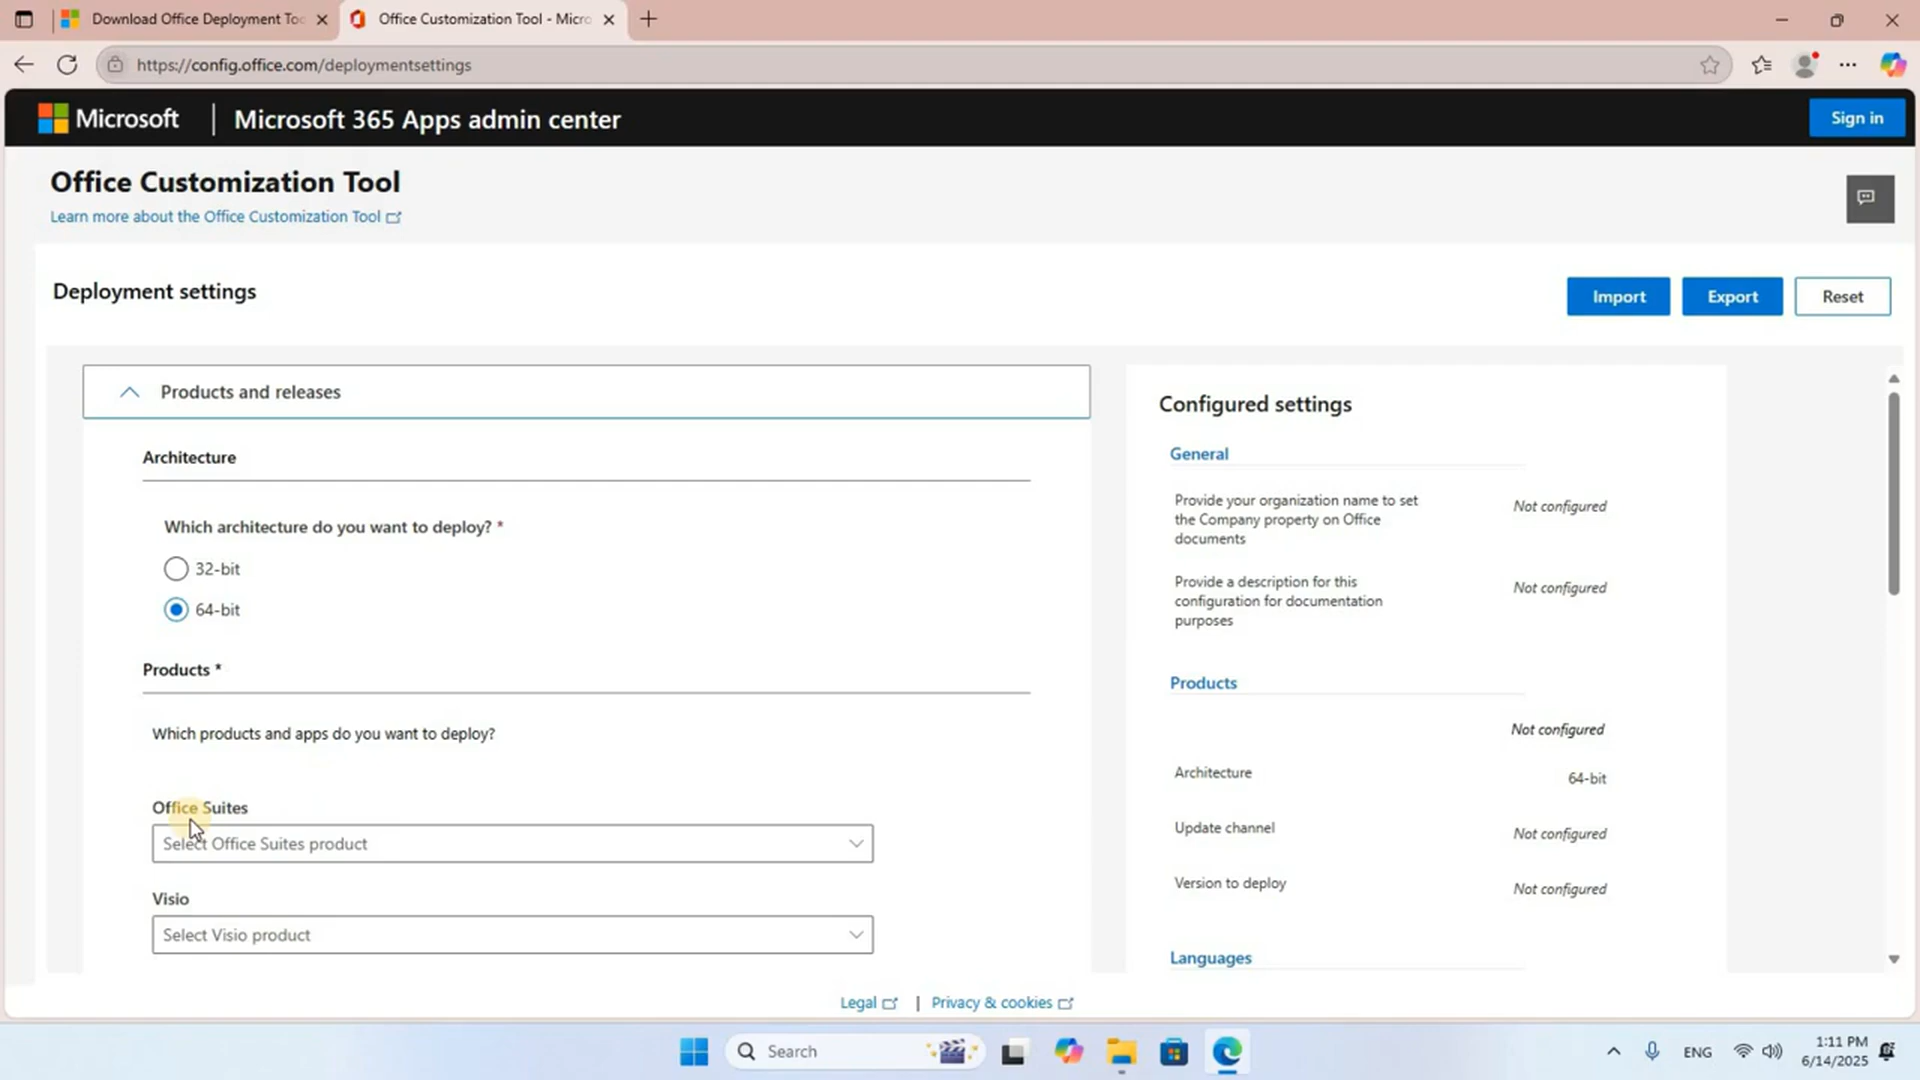 Download Office Deployment Too
Office Customization Tool - Micro
https://config.office.com/deploymentsettings
Microsoft | Microsoft 365 Apps admin center
Sign in
Office Customization Tool
Learn more about the Office Customization Tool
Deployment settings
Import
Export
Reset
Products and releases
Architecture
Which architecture do you want to deploy? *
32-bit
64-bit
Products *
Which products and apps do you want to deploy?
Office Suites
Select Office Suites product
Visio
Select Visio product
Configured settings
General
Provide your organization name to set
the Company property on Office
documents
Not configured
Provide a description for this
configuration for documentation
purposes
Not configured
Products
Not configured
Architecture
64-bit
Update channel
Not configured
Version to deploy
Not configured
Languages
Legal | Privacy & cookies
Search
ENG
1:11 PM
6/14/2025